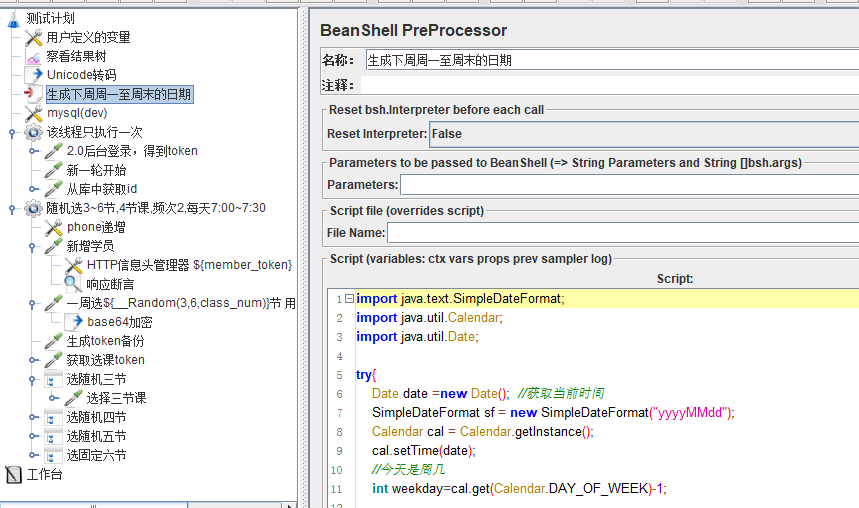 测试计划
用户定义的变量
察看结果树
Unicode转码
生成下周周一至周末的日期
mysql(dev)
该线程只执行一次
2.0后台登录，得到token
新一轮开始
从库中获取id
随机选3~6节,4节课,频次2,每天7:00~7:30
phone递增
新增学员
HTTP信息头管理器 ${member_token}
响应断言
一周选${__Random(3,6,class_num)}节 用
base64加密
生成token备份
获取选课token
选随机三节
选择三节课
选随机四节
选随机五节
选固定六节
工作台
BeanShell PreProcessor
名称： 生成下周周一至周末的日期
注释：
Reset bsh.Interpreter before each call
Reset Interpreter: False
Parameters to be passed to BeanShell (=> String Parameters and String []bsh.args)
Parameters:
Script file (overrides script)
File Name:
Script (variables: ctx vars props prev sampler log)
Script:
1 import java.text.SimpleDateFormat;
2 import java.util.Calendar;
3 import java.util.Date;
4
5 try{
6 Date date =new Date(); //获取当前时间
7 SimpleDateFormat sf = new SimpleDateFormat("yyyyMMdd");
8 Calendar cal = Calendar.getInstance();
9 cal.setTime(date);
10 //今天是周几
11 int weekday=cal.get(Calendar.DAY_OF_WEEK)-1;